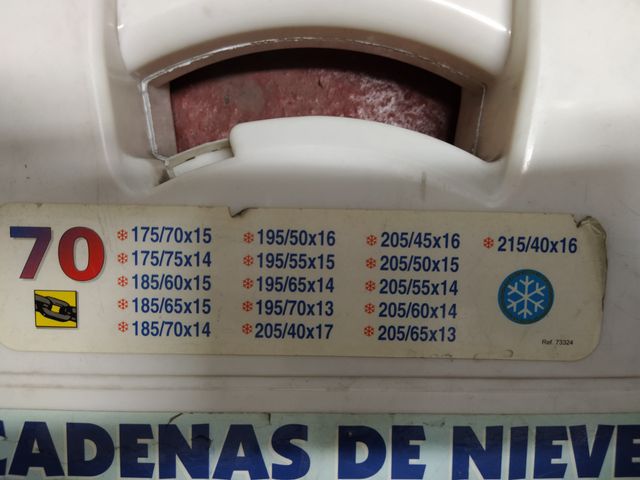 70
175/70x15
175/75x14
185/60x15
185/65x15
185/70x14
195/50x16
195/55x15
195/65x14
195/70x13
205/40x17
205/45x16
205/50x15
205/55x14
205/60x14
205/65x13
215/40x16
Ref. 73324
CADENAS DE NIEVE